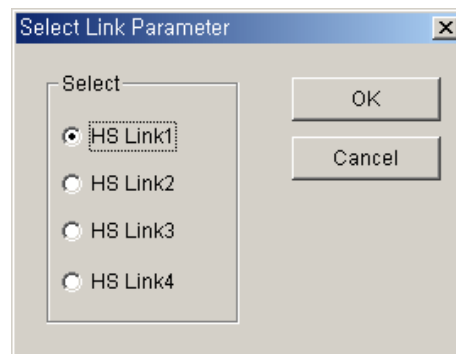 Select Link Parameter
Select
HS Link1
HS Link2
HS Link3
HS Link4
OK
Cancel